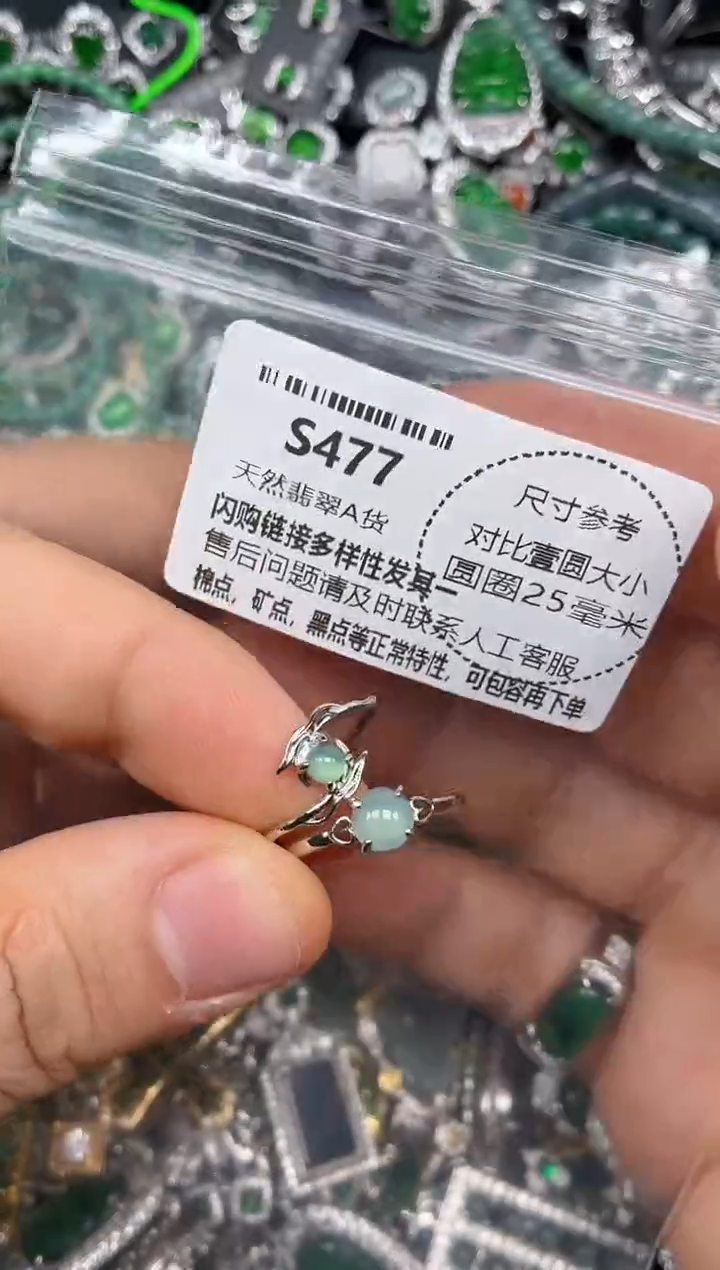 S477
天然翡翠A货
闪购链接多样性发其一
售后问题请及时联系人工客服
棉点，矿点，黑点等正常特性，可包容再下单
尺寸参考
对比壹圆大小
圆圈25毫米